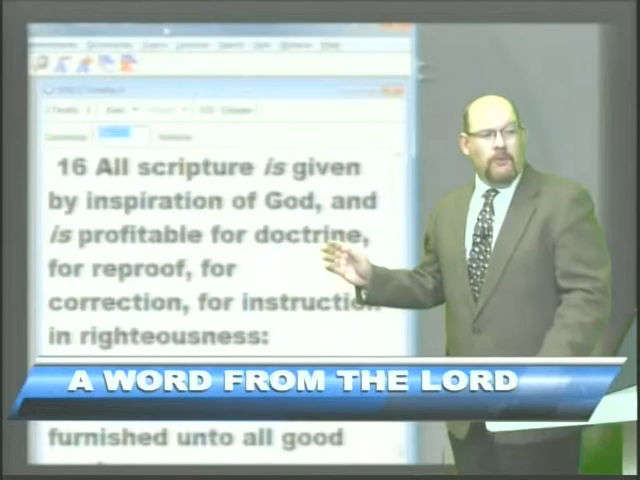 16 All scripture is given
by inspiration of God, and
is profitable for doctrine,
for reproof, for
correction, for instruction
in righteousness:
A WORD FROM THE LORD
furnished unto all good